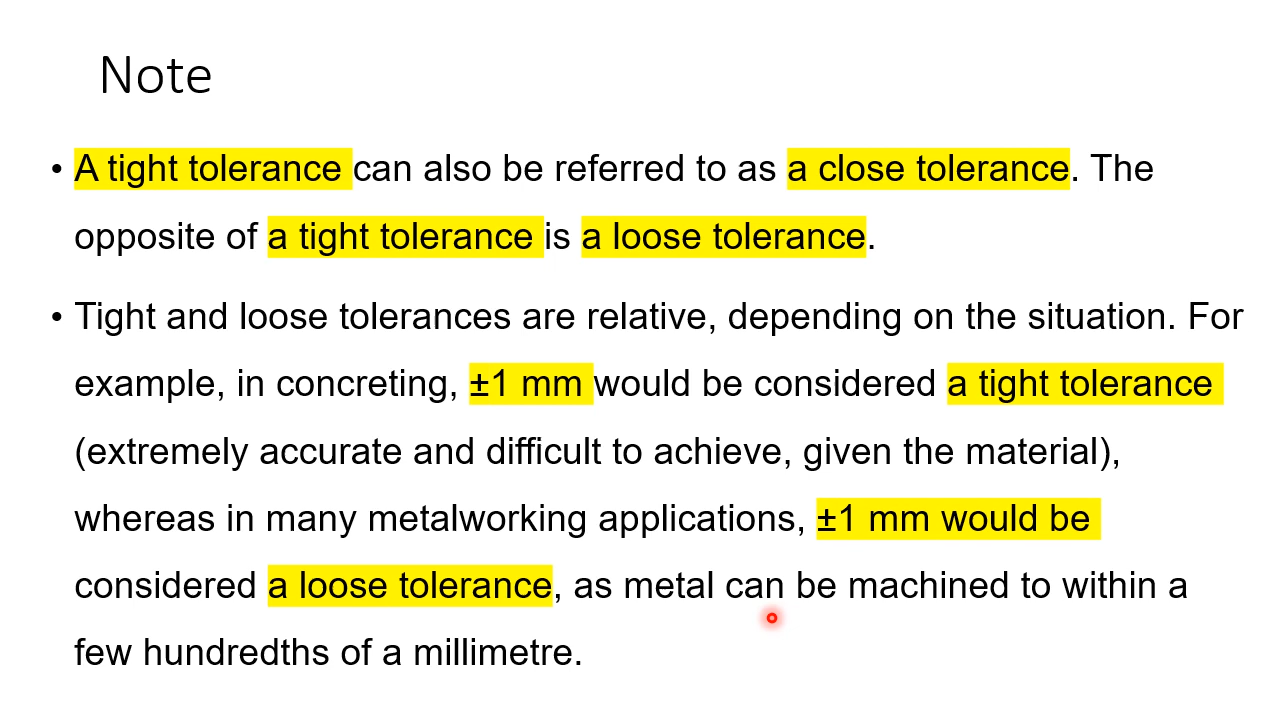 Note
• A tight tolerance can also be referred to as a close tolerance. The
opposite of a tight tolerance is a loose tolerance.
• Tight and loose tolerances are relative, depending on the situation. For
example, in concreting, ±1 mm would be considered a tight tolerance
(extremely accurate and difficult to achieve, given the material),
whereas in many metalworking applications, ±1 mm would be
considered a loose tolerance, as metal can be machined to within a
few hundredths of a millimetre.